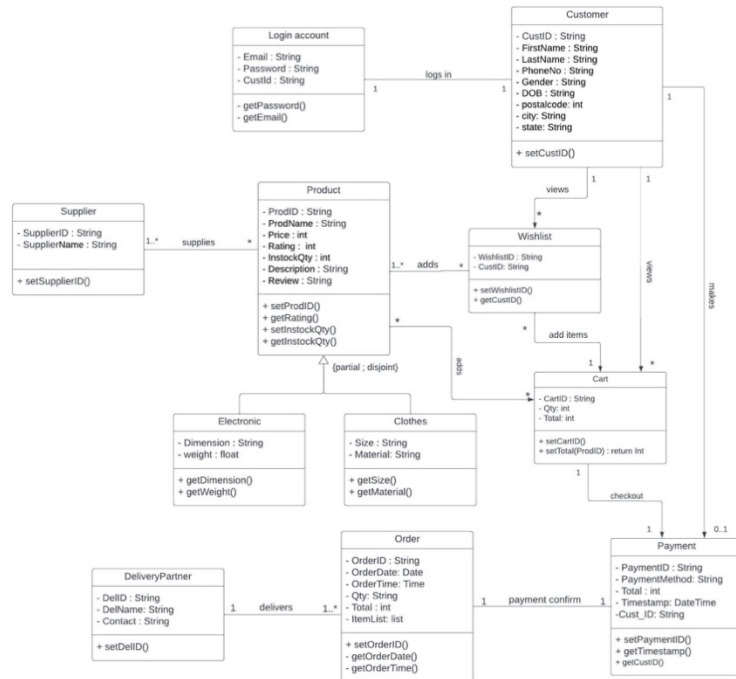 Customer
- CustID : String
- FirstName : String
- LastName : String
- PhoneNo : String
- Gender : String
- DOB : String
- postalcode: int
- city: String
- state: String
+ setCustID()
Login account
- Email : String
- Password : String
- CustId : String
- getPassword()
- getEmail()
1
logs in
1
1
1
1
views
*
views
makes
Product
- ProdID : String
- ProdName : String
- Price : int
- Rating : int
- InstockQty : int
- Description : String
- Review : String
+ setProdID()
+ getRating()
+ setInstockQty()
+ getInstockQty()
Supplier
- SupplierID : String
- SupplierName : String
+ setSupplierID()
1..*
supplies
*
1..*
adds
*
Wishlist
- WishlistID : String
- CustID: String
+ setWishlistID()
+ getCustID()
*
add items
1
*
*
adds
*
{partial ; disjoint}
Cart
- CartID : String
- Qty: int
- Total: int
+ setCartID()
+ setTotal(ProdID) : return Int
Electronic
- Dimension : String
- weight : float
+ getDimension()
+ getWeight()
Clothes
- Size : String
- Material: String
+ getSize()
+ getMaterial()
1
checkout
1
0..1
Payment
- PaymentID : String
- PaymentMethod: String
- Total : int
- Timestamp: DateTime
-Cust_ID: String
+ setPaymentID()
+ getTimestamp()
+ getCustID()
Order
- OrderID : String
- OrderDate: Date
- OrderTime: Time
- Qty: String
- Total : int
- ItemList: list
+ setOrderID()
- getOrderDate()
- getOrderTime()
1
payment confirm
1
DeliveryPartner
- DelID : String
- DelName: String
- Contact : String
+ setDelID()
1
delivers
1..*